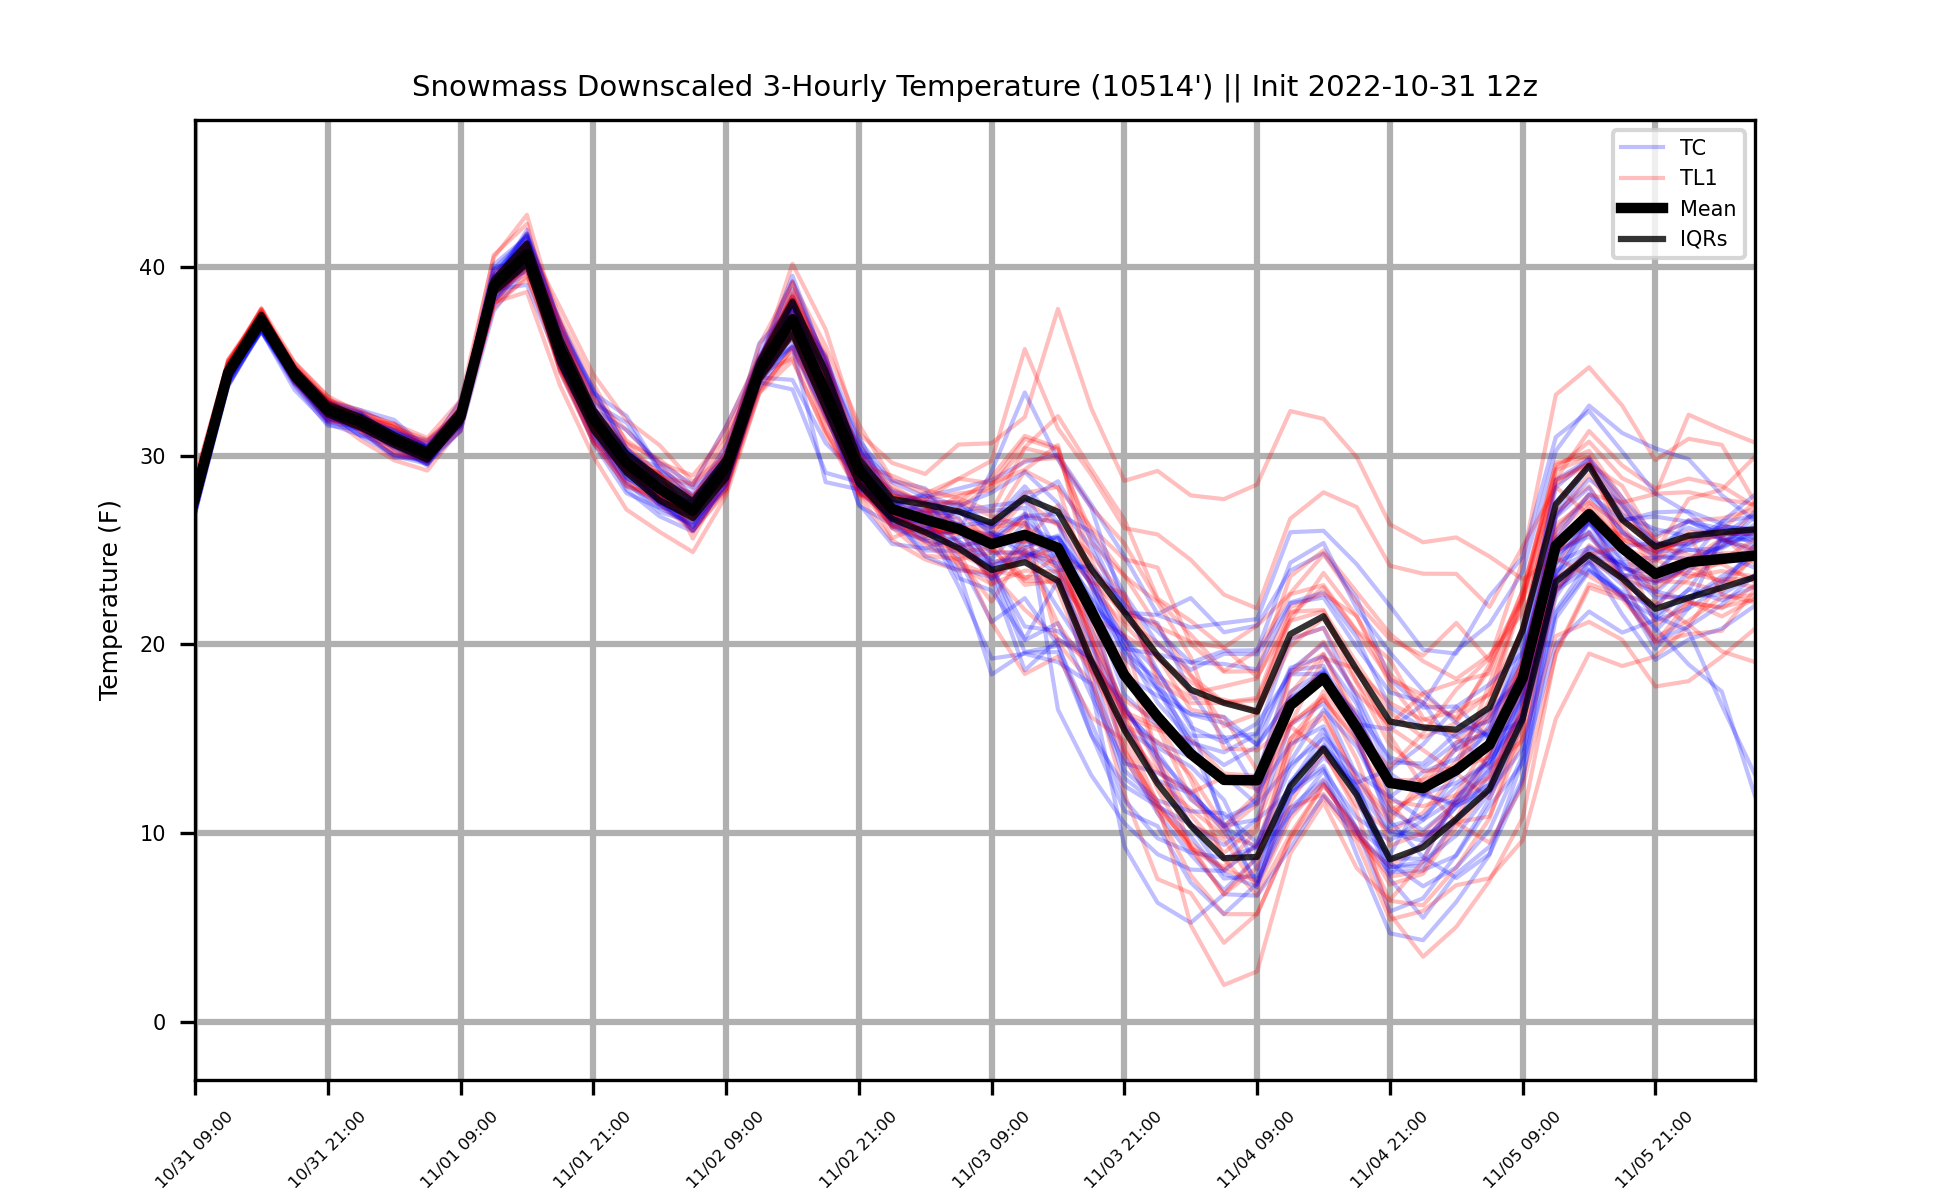 Snowmass Downscaled 3-Hourly Temperature (10514') || Init 2022-10-31 12z
TC
TL1
Mean
IQRs
Temperature (F)
40
30
20
10
0
10/31 09:00
10/31 21:00
11/01 09:00
11/01 21:00
11/02 09:00
11/02 21:00
11/03 09:00
11/03 21:00
11/04 09:00
11/04 21:00
11/05 09:00
11/05 21:00